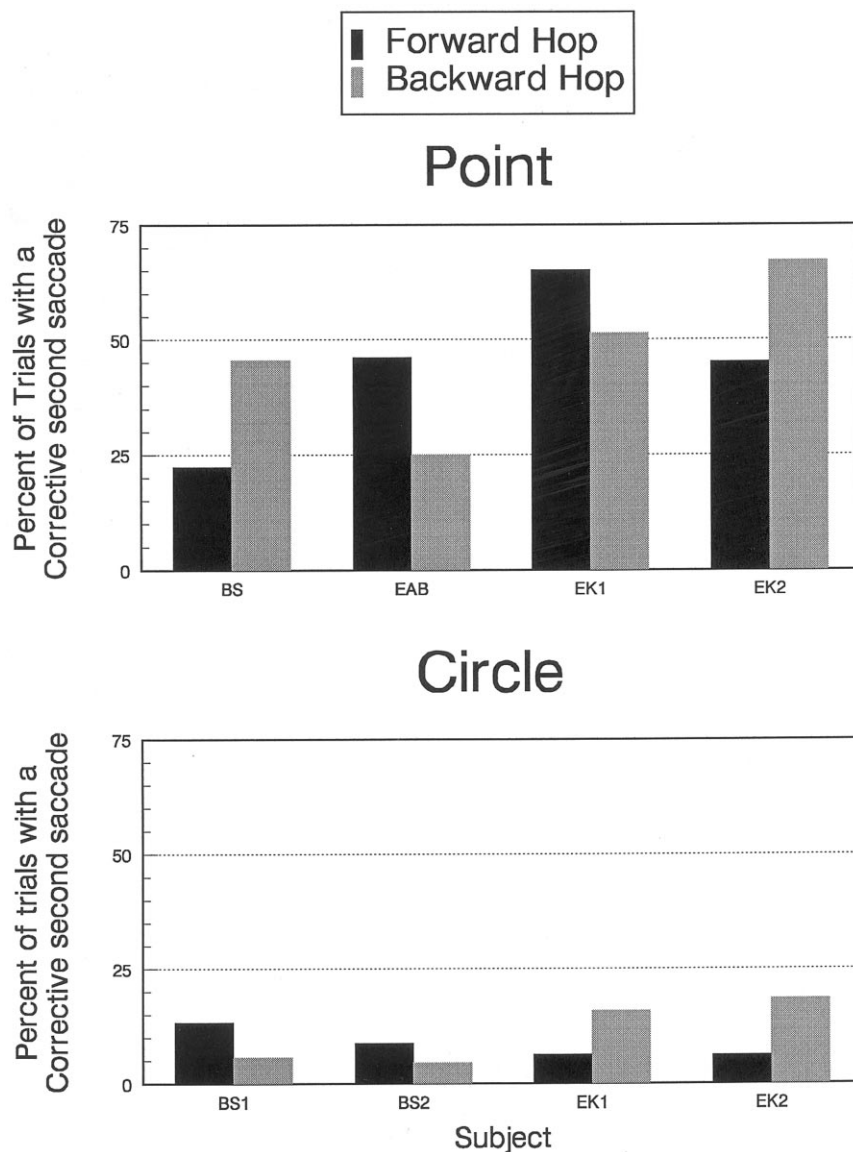 Forward Hop
Backward Hop
Point
Percent of Trials with a
Corrective second saccade
75
50
25
0
BS EAB EK1 EK2
Circle
Percent of trials with a
Corrective second saccade
75
50
25
0
BS1 BS2 EK1 EK2
Subject